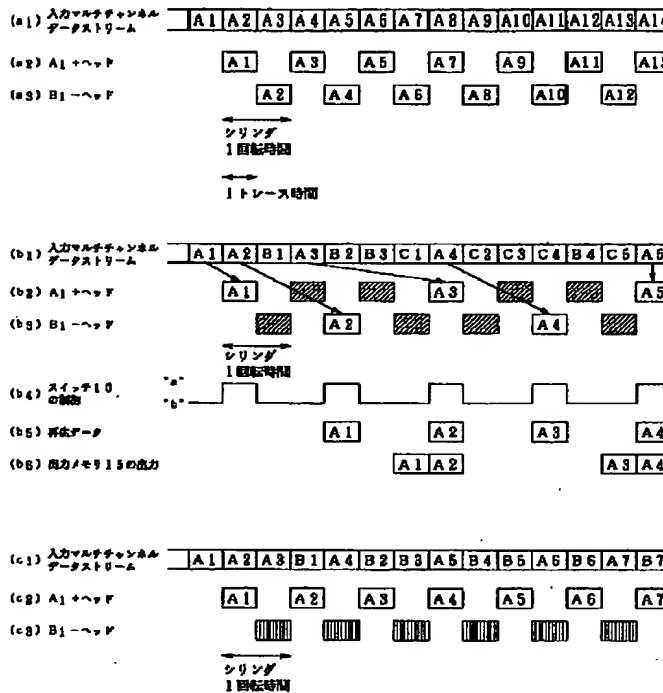 (a1) 入力マルチチャンネル データストリーム A1 A2 A3 A4 A5 A6 A7 A8 A9 A10 A11 A12 A13 A14
(a2) A1+ヘッド A1 A3 A5 A7 A9 A11 A13
(a3) B1-ヘッド A2 A4 A6 A8 A10 A12
シリンダ
1回転時間
1トレース時間
(b1) 入力マルチチャンネル データストリーム A1 A2 B1 A3 B2 B3 C1 A4 C2 C3 C4 B4 C5 A5
(b2) A1+ヘッド A1 A3 A5
(b3) B1-ヘッド A2 A4
シリンダ
1回転時間
(b4) スイッチ10 の制御 "a"
"b"
(b5) データ A1 A2 A3 A4
(b6) 出力メモリ15の出力 A1 A2 A3 A4
(c1) 入力マルチチャンネル データストリーム A1 A2 A3 B1 A4 B2 B3 A5 B4 B5 A6 B6 A7 B7
(c2) A1+ヘッド A1 A2 A3 A4 A5 A6 A7
(c3) B1-ヘッド
シリンダ
1回転時間